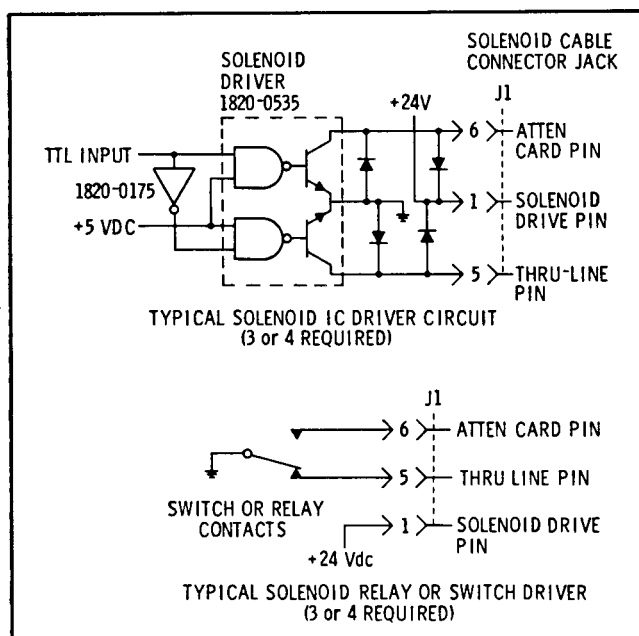 SOLENOID CABLE
CONNECTOR JACK
SOLENOID
DRIVER
1820-0535
+24V
J1
6
ATTEN
CARD PIN
TTL INPUT
1820-0175
1
SOLENOID
DRIVE PIN
+5 VDC
5
THRU-LINE
PIN
TYPICAL SOLENOID IC DRIVER CIRCUIT
(3 or 4 REQUIRED)
J1
6
ATTEN CARD PIN
5
THRU LINE PIN
SWITCH OR RELAY
CONTACTS
1
SOLENOID DRIVE
PIN
+24 Vdc
TYPICAL SOLENOID RELAY OR SWITCH DRIVER
(3 or 4 REQUIRED)